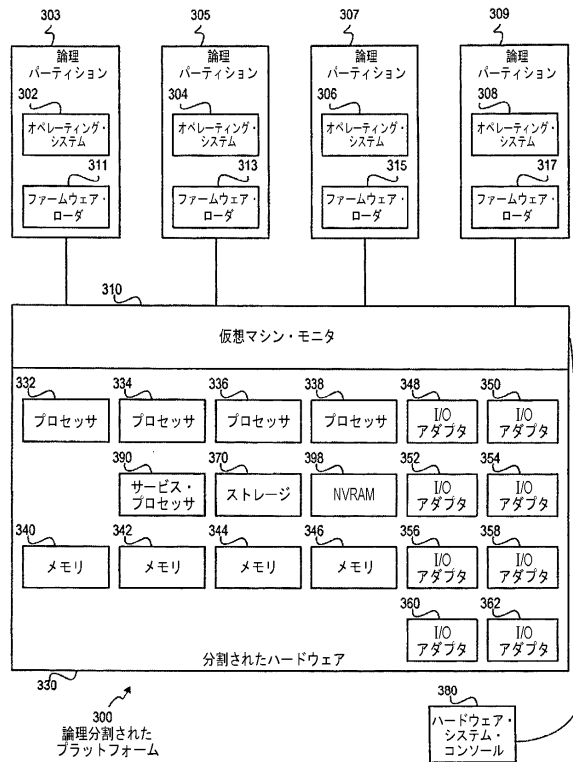 303
305
307
309
論理
パーティション
論理
パーティション
論理
パーティション
論理
パーティション
302
304
306
308
オペレーティング・
システム
オペレーティング・
システム
オペレーティング・
システム
オペレーティング・
システム
311
313
315
317
ファームウェア・
ローダ
ファームウェア・
ローダ
ファームウェア・
ローダ
ファームウェア・
ローダ
310
仮想マシン・モニタ
332
334
336
338
348
350
プロセッサ
プロセッサ
プロセッサ
プロセッサ
I/O
アダプタ
I/O
アダプタ
390
370
398
352
354
サービス・
プロセッサ
ストレージ
NVRAM
I/O
アダプタ
I/O
アダプタ
340
342
344
346
356
358
メモリ
メモリ
メモリ
メモリ
I/O
アダプタ
I/O
アダプタ
360
362
I/O
アダプタ
I/O
アダプタ
分割されたハードウェア
330
300
論理分割された
プラットフォーム
380
ハードウェア・
システム・
コンソール